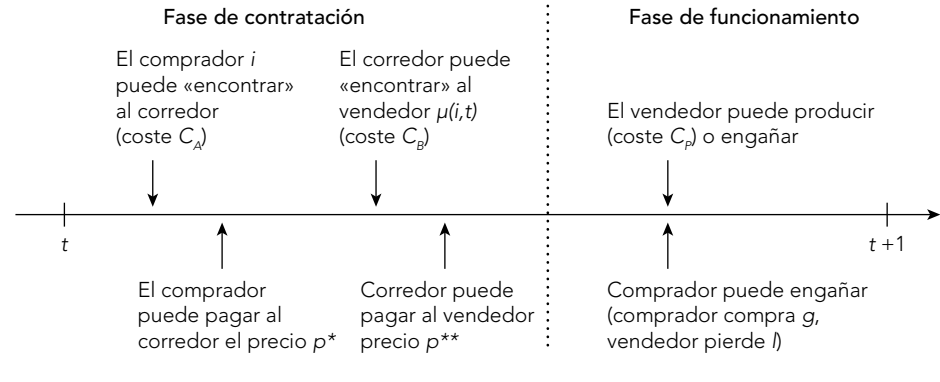 Fase de contratación
Fase de funcionamiento
El comprador i
puede «encontrar»
al corredor
(coste C_A)
El corredor puede
«encontrar» al
vendedor μ(i,t)
(coste C_B)
El vendedor puede producir
(coste C_P) o engañar
t
t +1
El comprador
puede pagar al
corredor el precio p*
Corredor puede
pagar al vendedor
precio p**
Comprador puede engañar
(comprador compra g,
vendedor pierde l)